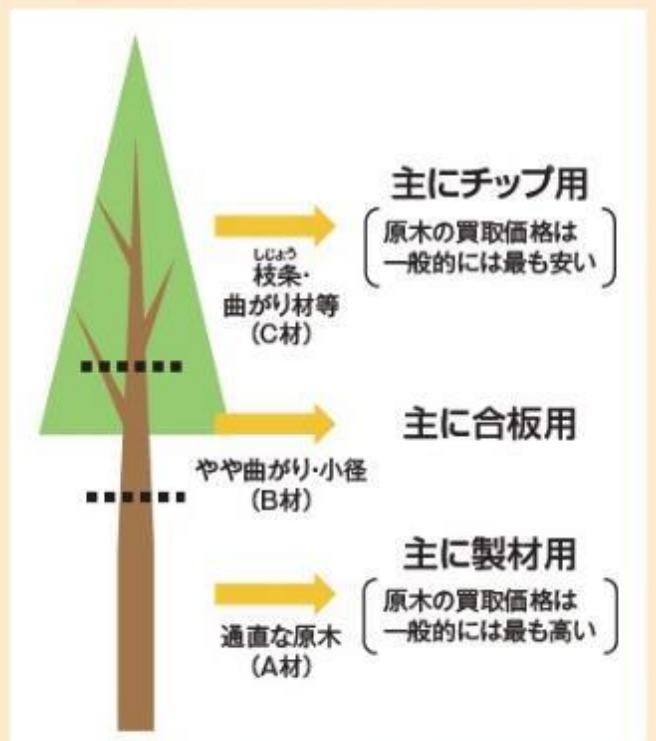 主にチップ用
原木の買取価格は
一般的には最も安い
しじょう
枝条・
曲がり材等
(C材)
主に合板用
やや曲がり・小径
(B材)
主に製材用
原木の買取価格は
一般的には最も高い
通直な原木
(A材)